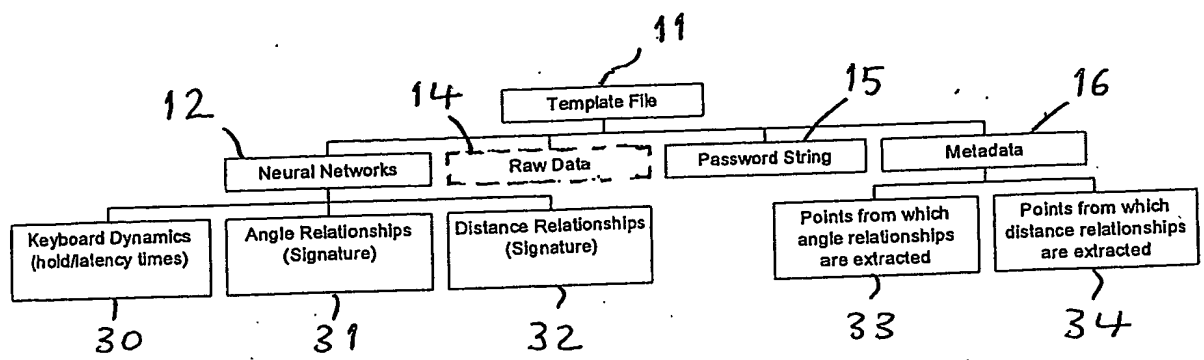 11
Template File
12
14
15
16
Neural Networks
Raw Data
Password String
Metadata
Keyboard Dynamics
(hold/latency times)
Angle Relationships
(Signature)
Distance Relationships
(Signature)
Points from which
angle relationships
are extracted
Points from which
distance relationships
are extracted
30
31
32
33
34